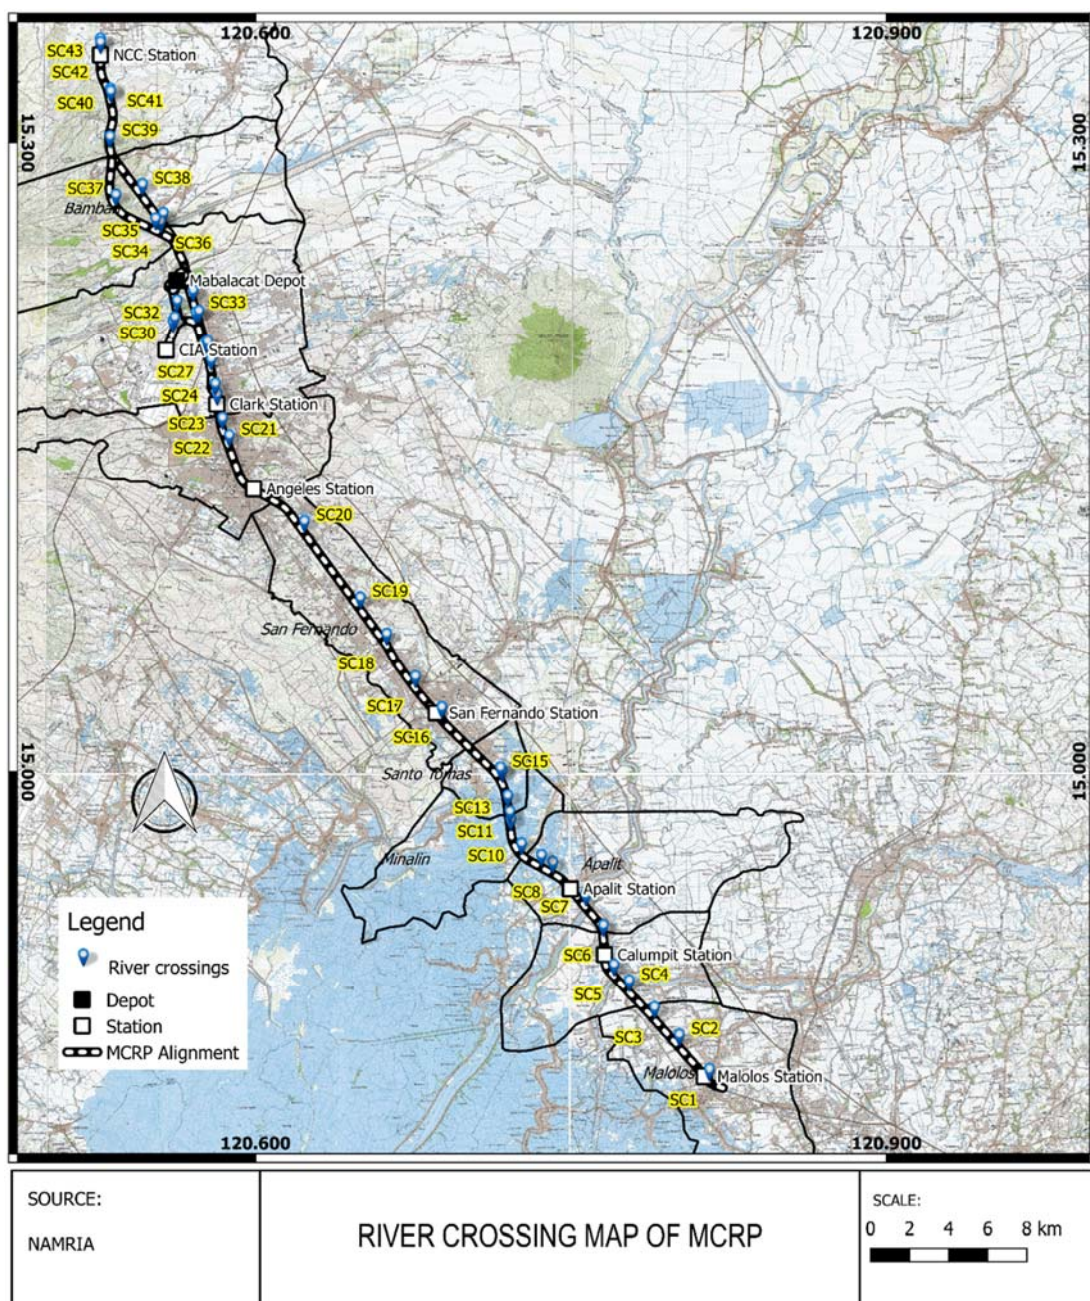 120.600
120.900
SC43
NCC Station
SC42
SC40
SC41
SC39
15.300
15.300
SC38
SC37
SC35
SC36
SC34
Mabalacat Depot
SC32
SC33
SC30
CIA Station
SC27
SC24
Clark Station
SC23
SC21
SC22
Angeles Station
SC20
SC19
San Fernando
SC18
SC17
San Fernando Station
SC16
Santo Tomas
SC15
15.000
15.000
SC13
SC11
SC10
Minalin
Apalit
SC8
Apalit Station
SC7
SC6
Calumpit Station
SC4
SC5
SC3
SC2
Malolos
Malolos Station
SC1
Legend
River crossings
Depot
Station
MCRP Alignment
120.600
120.900
SOURCE:
NAMRIA
RIVER CROSSING MAP OF MCRP
SCALE:
0 2 4 6 8 km